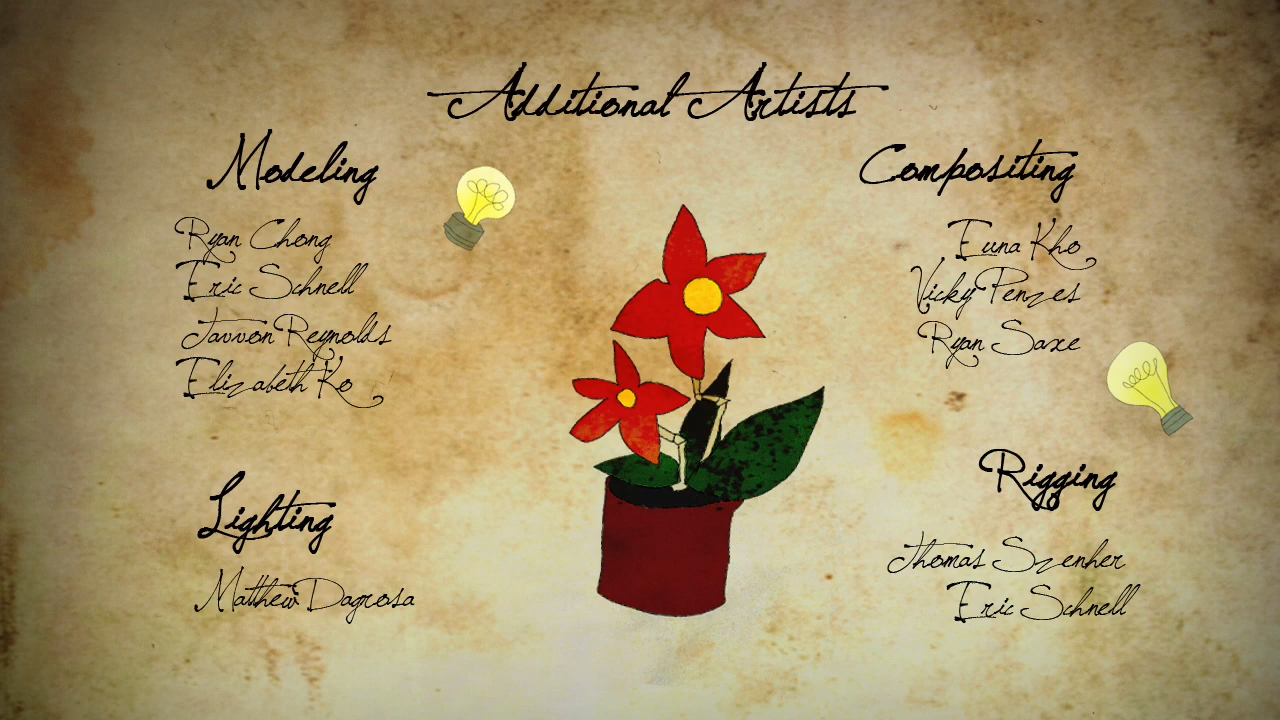 Additional Artists
Modeling
Ryan Chong
Eric Schnell
Javvon Reynolds
Elizabeth Ko
Lighting
Matthew Dagrosa
Compositing
Euna Kho
Vicky Penzes
Ryan Saxe
Rigging
Thomas Szenher
Eric Schnell